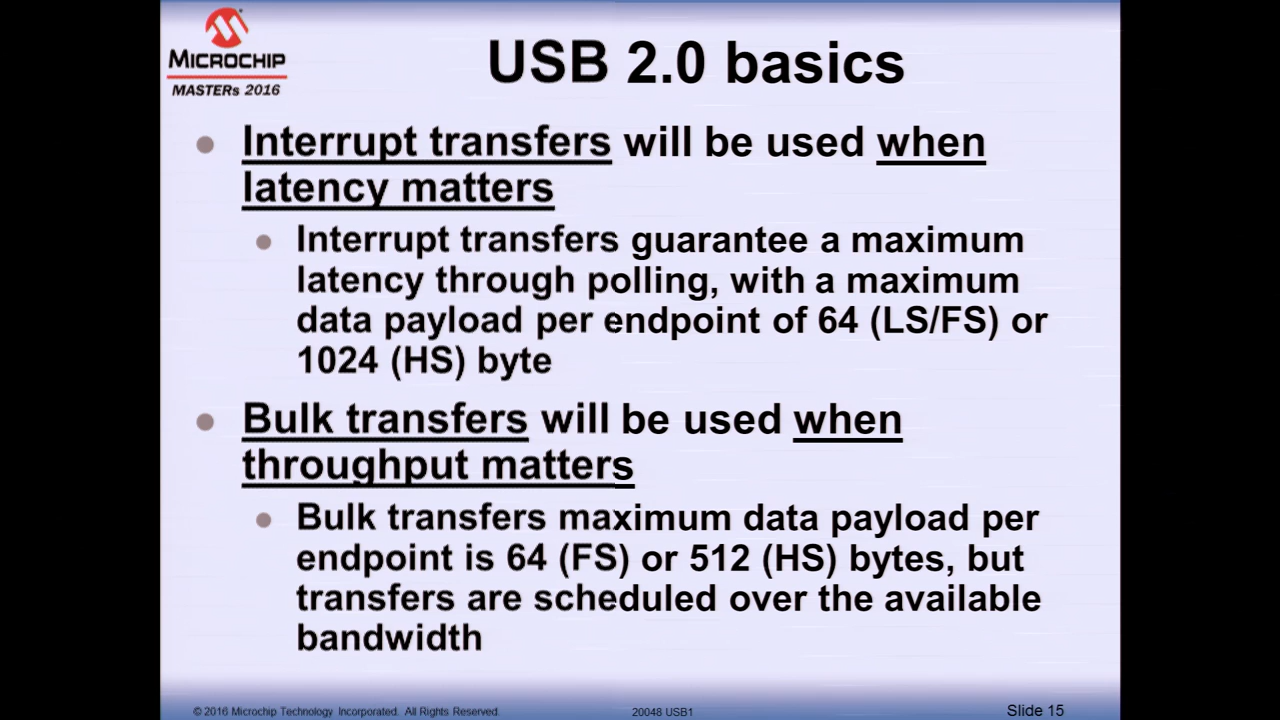 MICROCHIP
MASTERs 2016
USB 2.0 basics
Interrupt transfers will be used when
latency matters
Interrupt transfers guarantee a maximum
latency through polling, with a maximum
data payload per endpoint of 64 (LS/FS) or
1024 (HS) byte
Bulk transfers will be used when
throughput matters
Bulk transfers maximum data payload per
endpoint is 64 (FS) or 512 (HS) bytes, but
transfers are scheduled over the available
bandwidth
© 2016 Microchip Technology Incorporated. All Rights Reserved.
20048 USB1
Slide 15